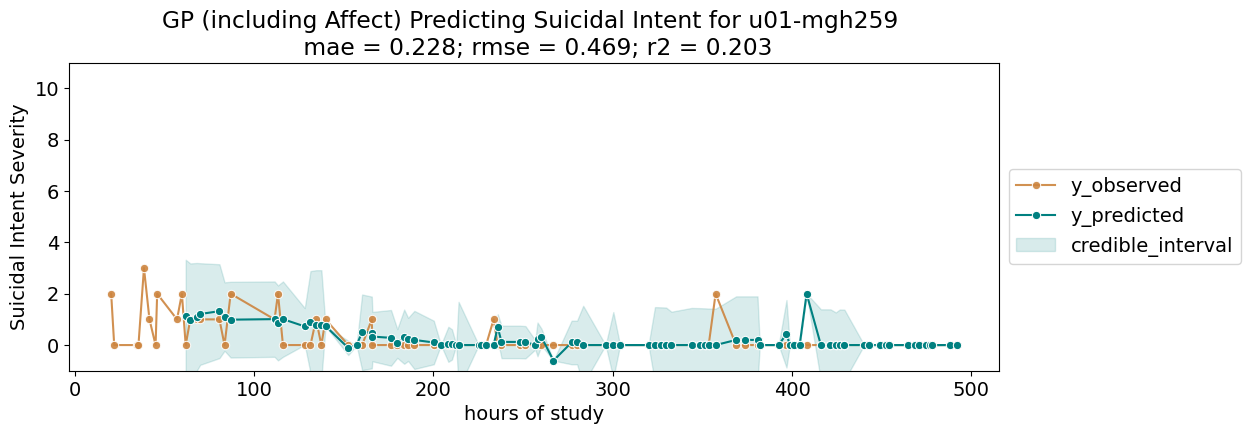 GP (including Affect) Predicting Suicidal Intent for u01-mgh259
mae = 0.228; rmse = 0.469; r2 = 0.203
Suicidal Intent Severity
10
8
6
4
2
0
0 100 200 300 400 500
hours of study
y_observed
y_predicted
credible_interval